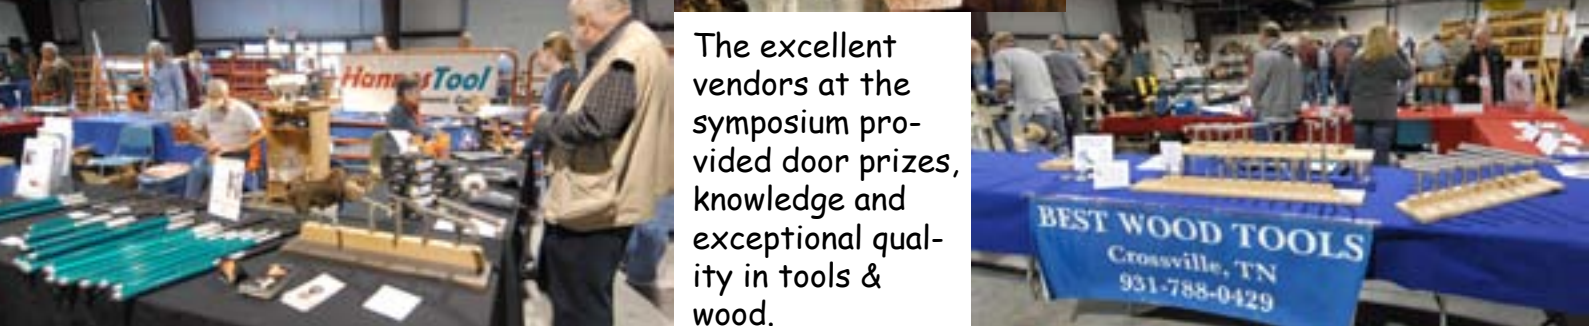 Tool
The excellent
vendors at the
symposium pro-
vided door prizes,
knowledge and
exceptional qual-
ity in tools &
wood.
BEST WOOD TOOLS
Crossville, TN
931-788-0429